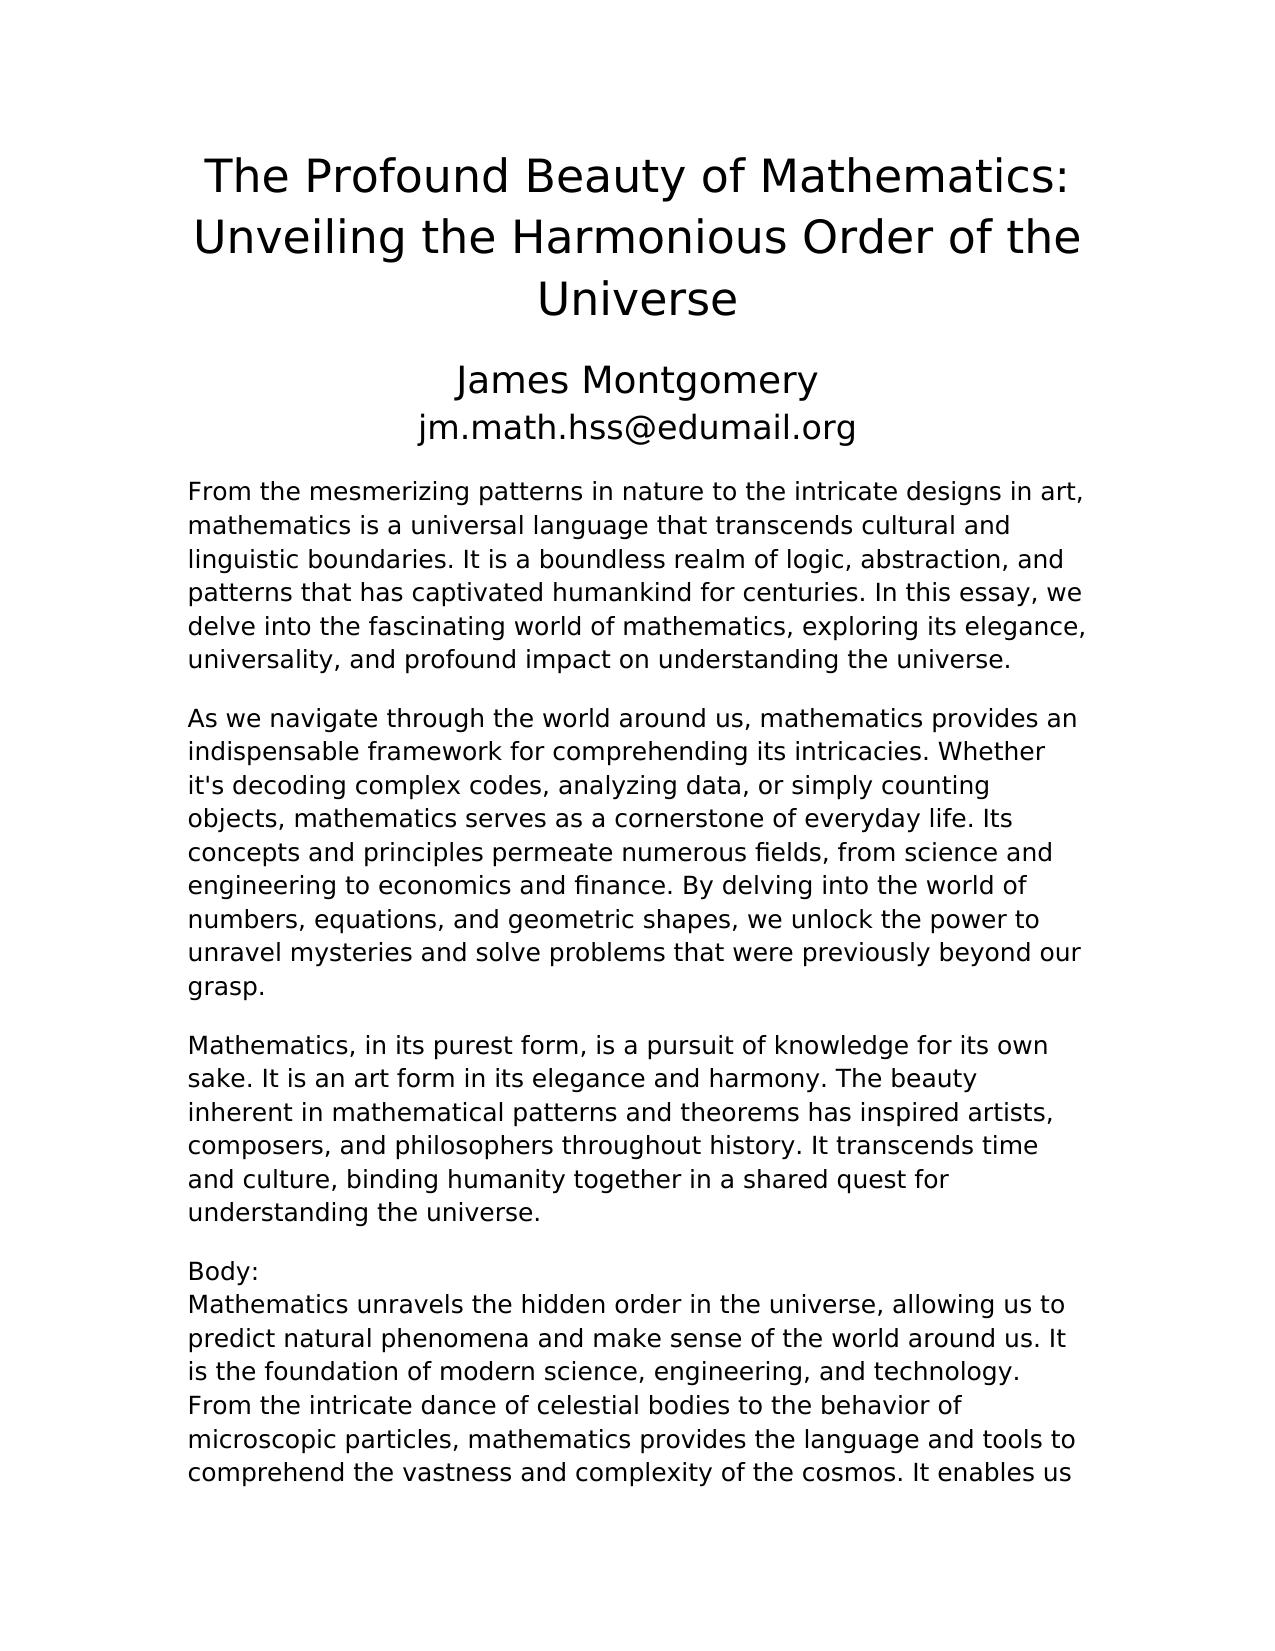 The Profound Beauty of Mathematics:
Unveiling the Harmonious Order of the
Universe
James Montgomery
jm.math.hss@edumail.org
From the mesmerizing patterns in nature to the intricate designs in art,
mathematics is a universal language that transcends cultural and
linguistic boundaries. It is a boundless realm of logic, abstraction, and
patterns that has captivated humankind for centuries. In this essay, we
delve into the fascinating world of mathematics, exploring its elegance,
universality, and profound impact on understanding the universe.
As we navigate through the world around us, mathematics provides an
indispensable framework for comprehending its intricacies. Whether
it's decoding complex codes, analyzing data, or simply counting
objects, mathematics serves as a cornerstone of everyday life. Its
concepts and principles permeate numerous fields, from science and
engineering to economics and finance. By delving into the world of
numbers, equations, and geometric shapes, we unlock the power to
unravel mysteries and solve problems that were previously beyond our
grasp.
Mathematics, in its purest form, is a pursuit of knowledge for its own
sake. It is an art form in its elegance and harmony. The beauty
inherent in mathematical patterns and theorems has inspired artists,
composers, and philosophers throughout history. It transcends time
and culture, binding humanity together in a shared quest for
understanding the universe.
Body:
Mathematics unravels the hidden order in the universe, allowing us to
predict natural phenomena and make sense of the world around us. It
is the foundation of modern science, engineering, and technology.
From the intricate dance of celestial bodies to the behavior of
microscopic particles, mathematics provides the language and tools to
comprehend the vastness and complexity of the cosmos. It enables us